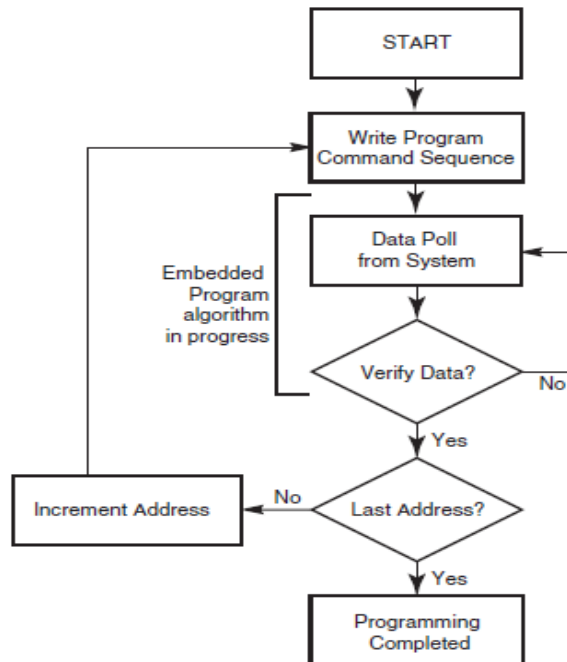 START
Write Program
Command Sequence
Data Poll
from System
Embedded
Program
algorithm
in progress
Verify Data?
No
Yes
Increment Address
No
Last Address?
Yes
Programming
Completed